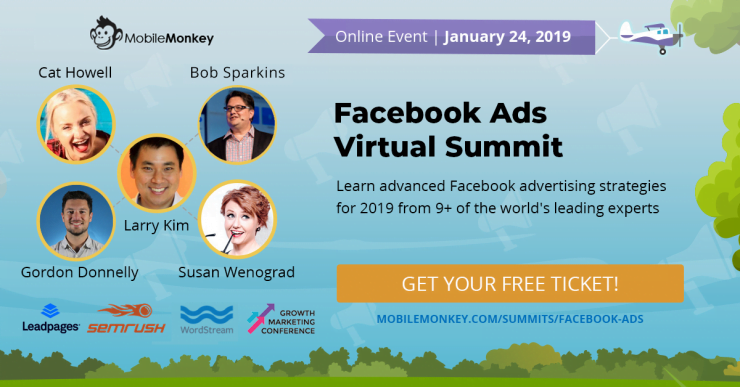 MobileMonkey
Online Event | January 24, 2019
Cat Howell
Bob Sparkins
Larry Kim
Gordon Donnelly
Susan Wenograd
Facebook Ads
Virtual Summit
Learn advanced Facebook advertising strategies
for 2019 from 9+ of the world's leading experts
GET YOUR FREE TICKET!
MOBILEMONKEY.COM/SUMMITS/FACEBOOK-ADS
Leadpages
semrush
WordStream
GROWTH
MARKETING
CONFERENCE